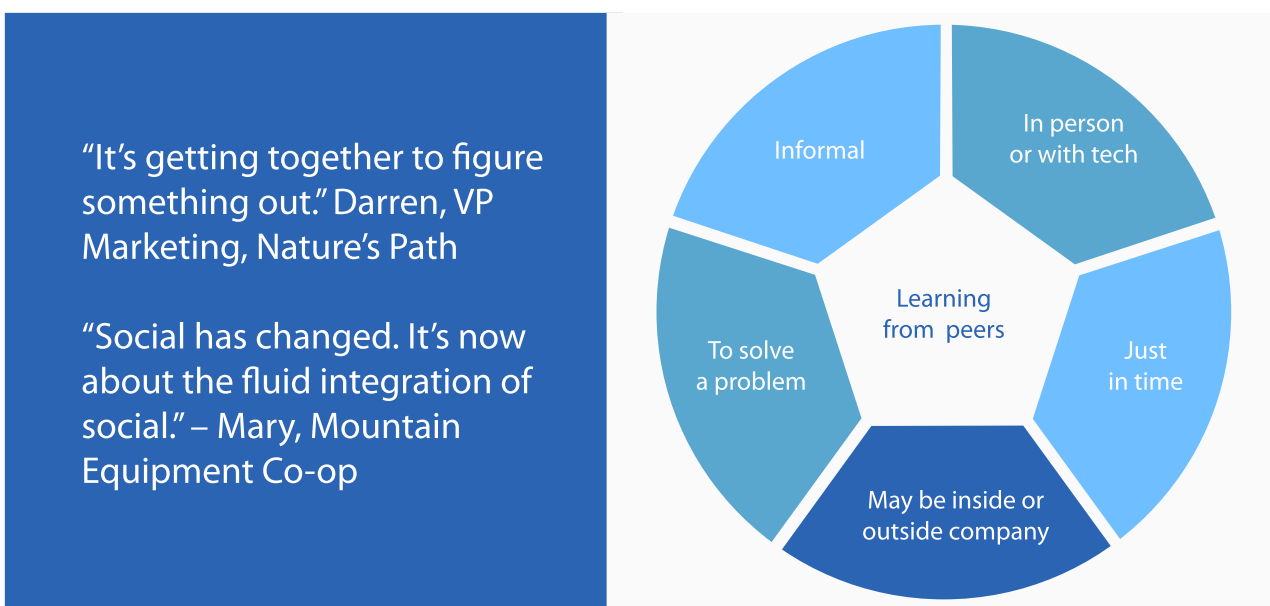 “It’s getting together to figure
something out.” Darren, VP
Marketing, Nature’s Path
“Social has changed. It’s now
about the fluid integration of
social.” – Mary, Mountain
Equipment Co-op
Informal
In person
or with tech
Learning
from peers
To solve
a problem
Just
in time
May be inside or
outside company